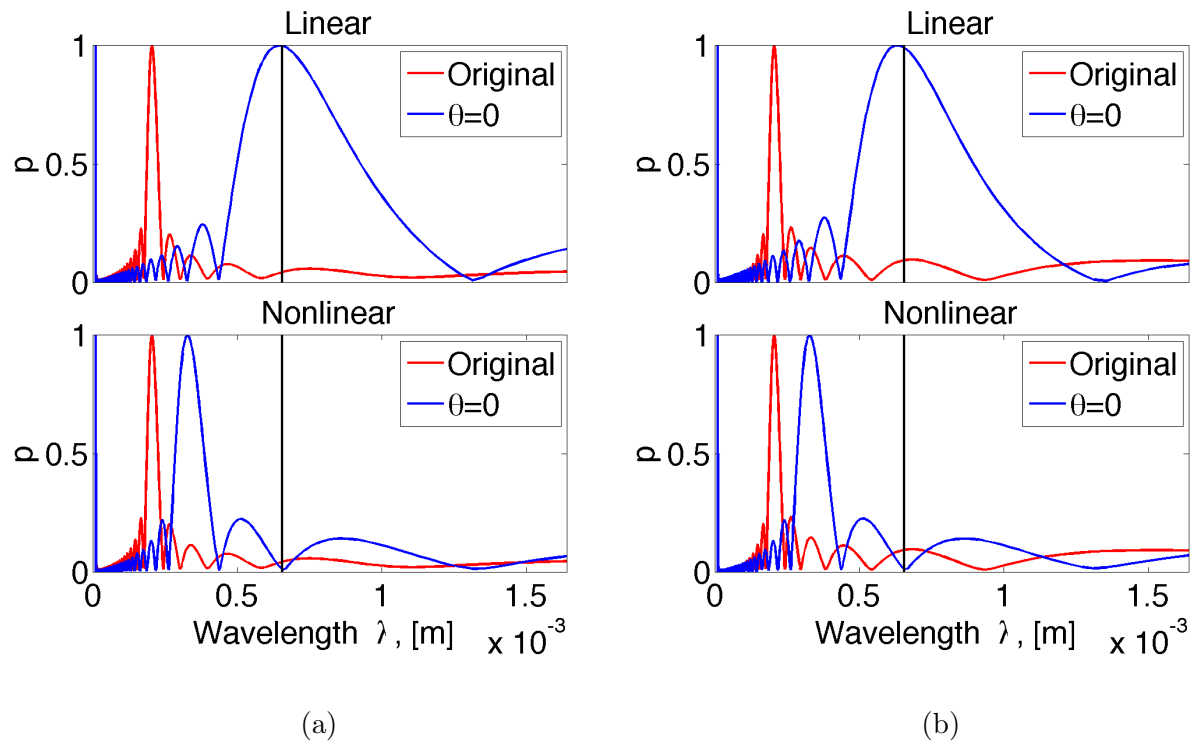 Linear
1
0.5
0
p
Original
θ=0
Nonlinear
1
0.5
0
p
Original
θ=0
0
0.5
1
1.5
Wavelength λ, [m]
x 10^-3
(a)
Linear
1
0.5
0
p
Original
θ=0
Nonlinear
1
0.5
0
p
Original
θ=0
0
0.5
1
1.5
Wavelength λ, [m]
x 10^-3
(b)